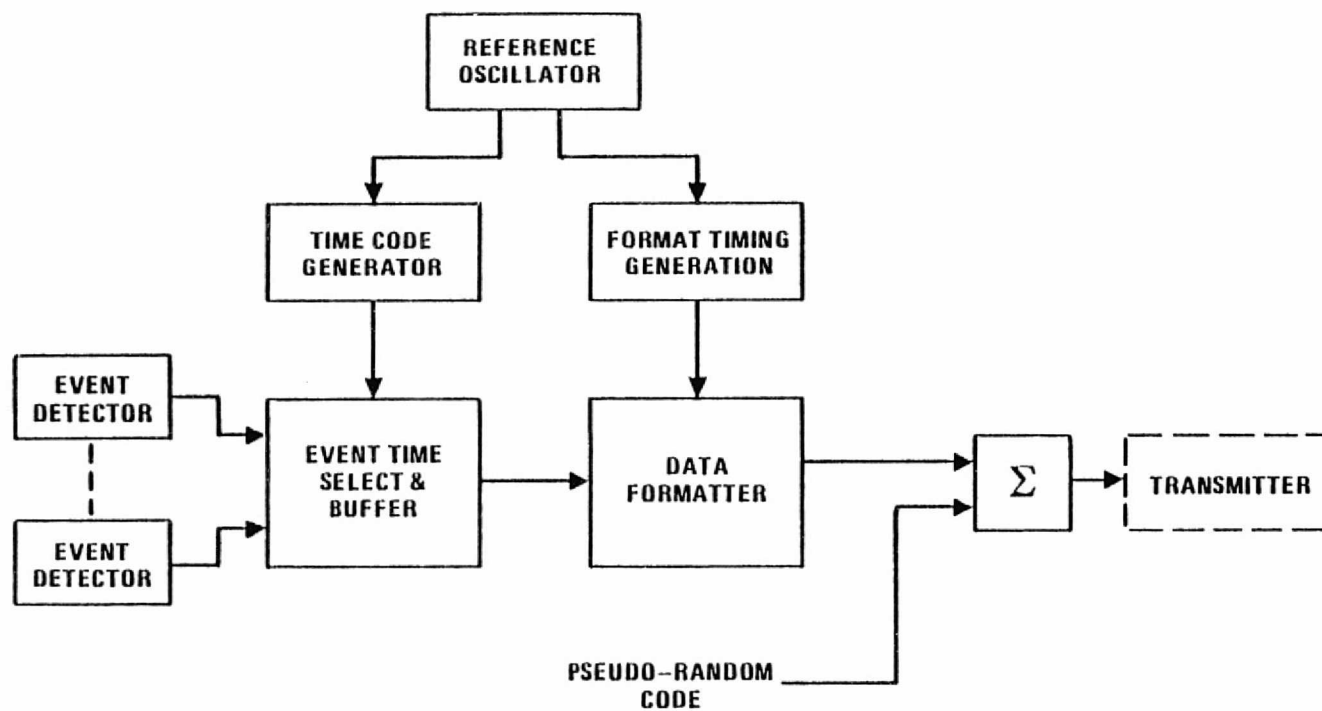 REFERENCE
OSCILLATOR
TIME CODE
GENERATOR
FORMAT TIMING
GENERATION
EVENT
DETECTOR
EVENT TIME
SELECT &
BUFFER
DATA
FORMATTER
Σ
TRANSMITTER
EVENT
DETECTOR
PSEUDO-RANDOM
CODE